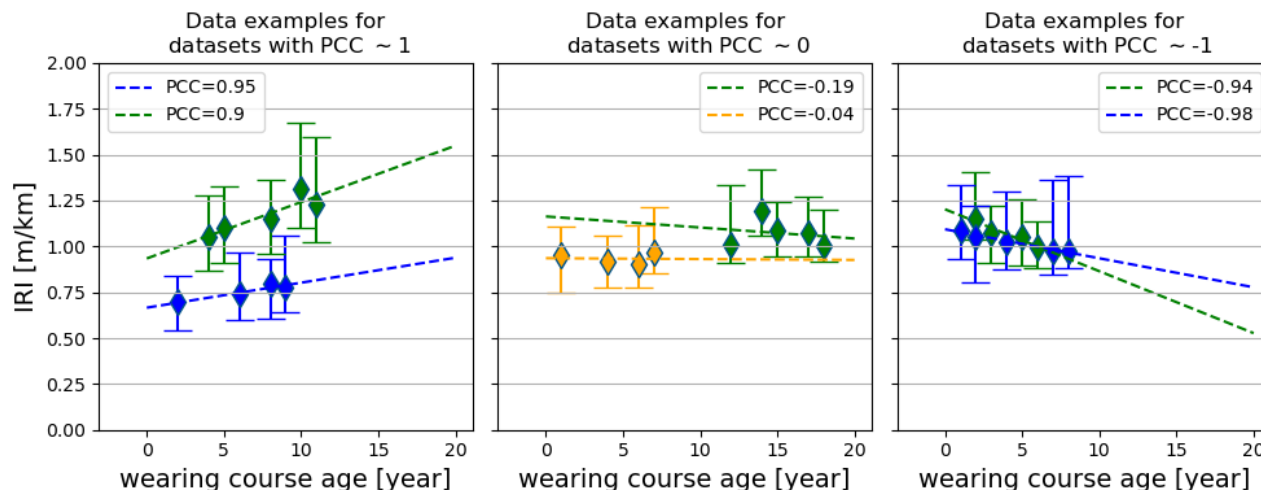 Data examples for
datasets with PCC ~ 1
Data examples for
datasets with PCC ~ 0
Data examples for
datasets with PCC ~ -1
IRI [m/km]
2.00
1.75
1.50
1.25
1.00
0.75
0.50
0.25
0.00
PCC=0.95
PCC=0.9
PCC=-0.19
PCC=-0.04
PCC=-0.94
PCC=-0.98
0 5 10 15 20
0 5 10 15 20
0 5 10 15 20
wearing course age [year]
wearing course age [year]
wearing course age [year]